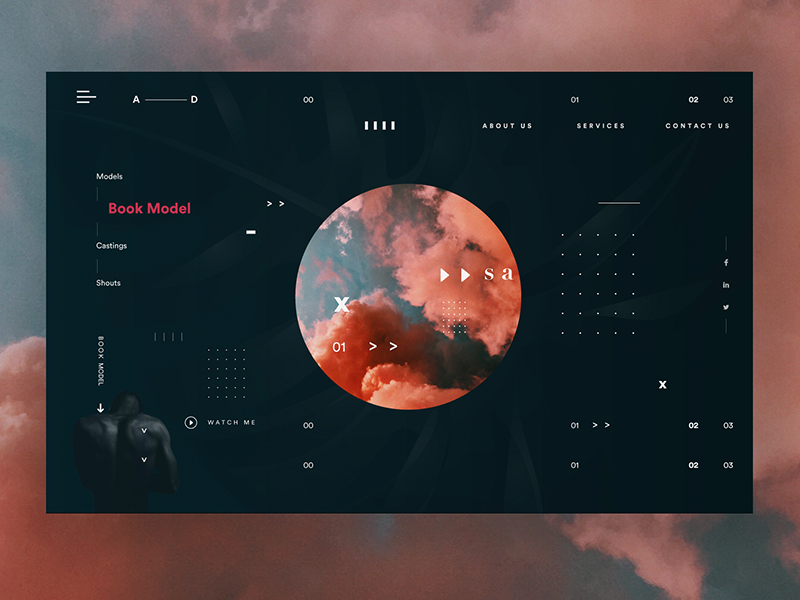 A D 00 01 02 03
ABOUT US SERVICES CONTACT US
Models
Book Model > >
Castings
Shouts
sa
x
01 > >
BOOK MODEL
x
WATCH ME
00 01 > > 02 03
00 01 02 03
f
in